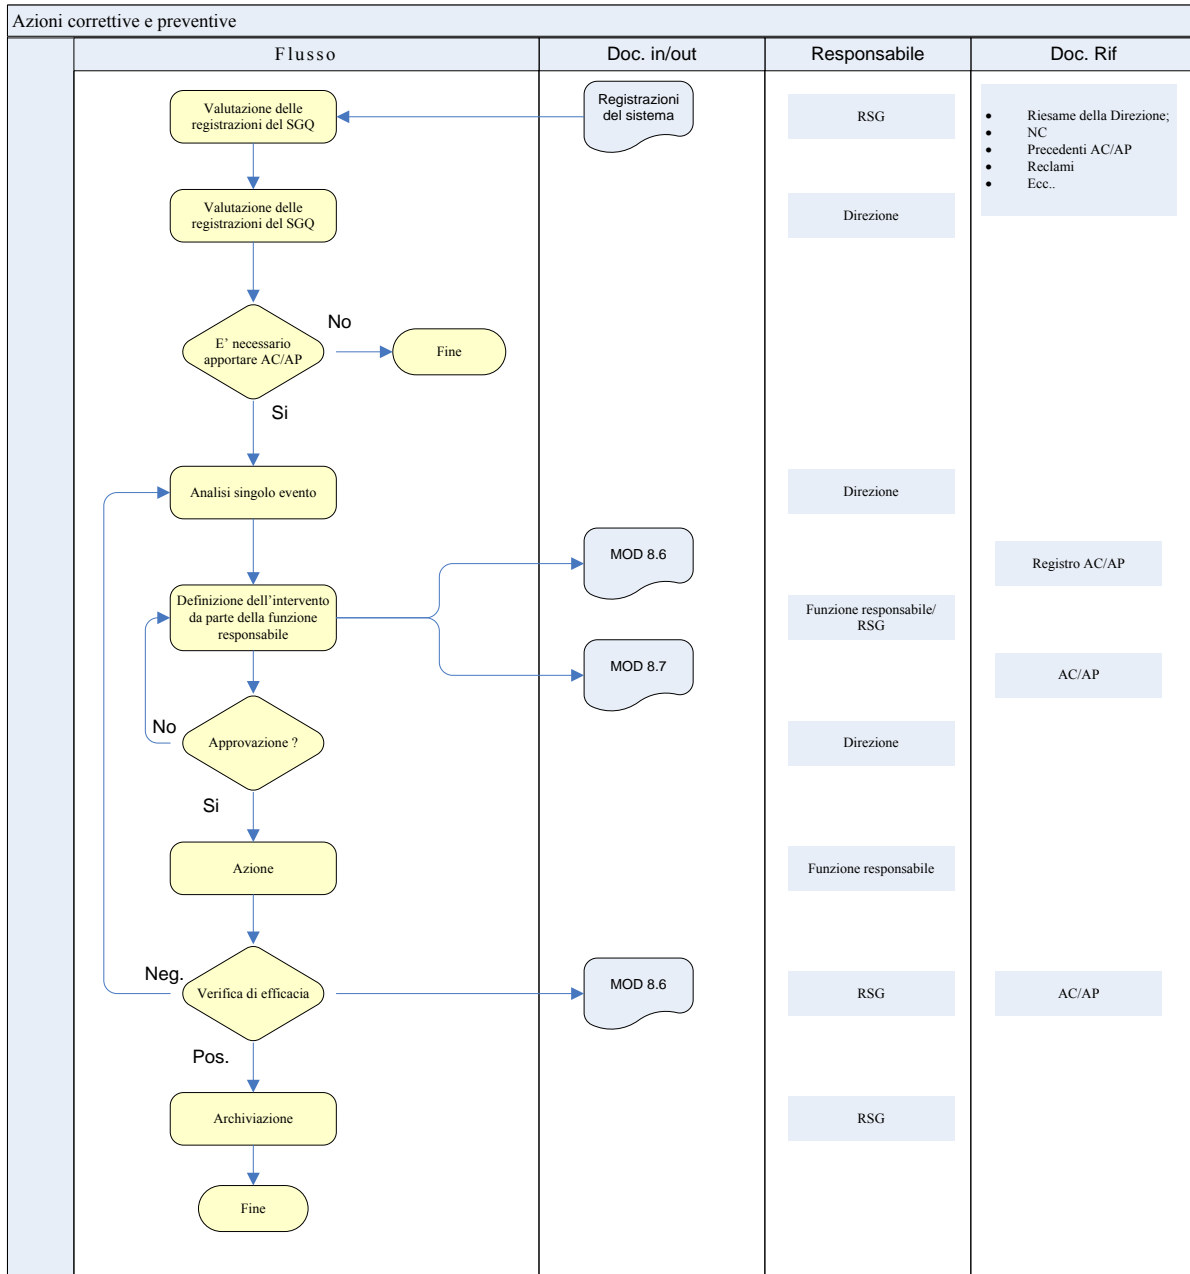 Azioni correttive e preventive
Flusso
Doc. in/out
Responsabile
Doc. Rif
Valutazione delle
registrazioni del SGQ
Registrazioni
del sistema
RSG
• Riesame della Direzione;
• NC
• Precedenti AC/AP
• Reclami
• Ecc..
Valutazione delle
registrazioni del SGQ
Direzione
E' necessario
apportare AC/AP
No
Fine
Si
Analisi singolo evento
Direzione
MOD 8.6
Registro AC/AP
Definizione dell'intervento
da parte della funzione
responsabile
Funzione responsabile/
RSG
MOD 8.7
AC/AP
No
Approvazione ?
Direzione
Si
Azione
Funzione responsabile
Neg.
Verifica di efficacia
MOD 8.6
RSG
AC/AP
Pos.
Archiviazione
RSG
Fine